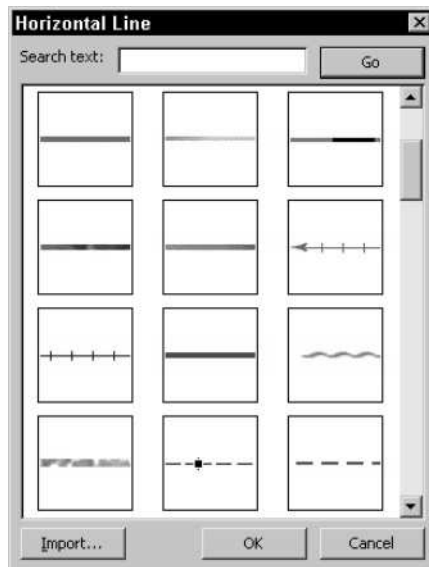 Horizontal Line
Search text:
Go
Import...
OK
Cancel